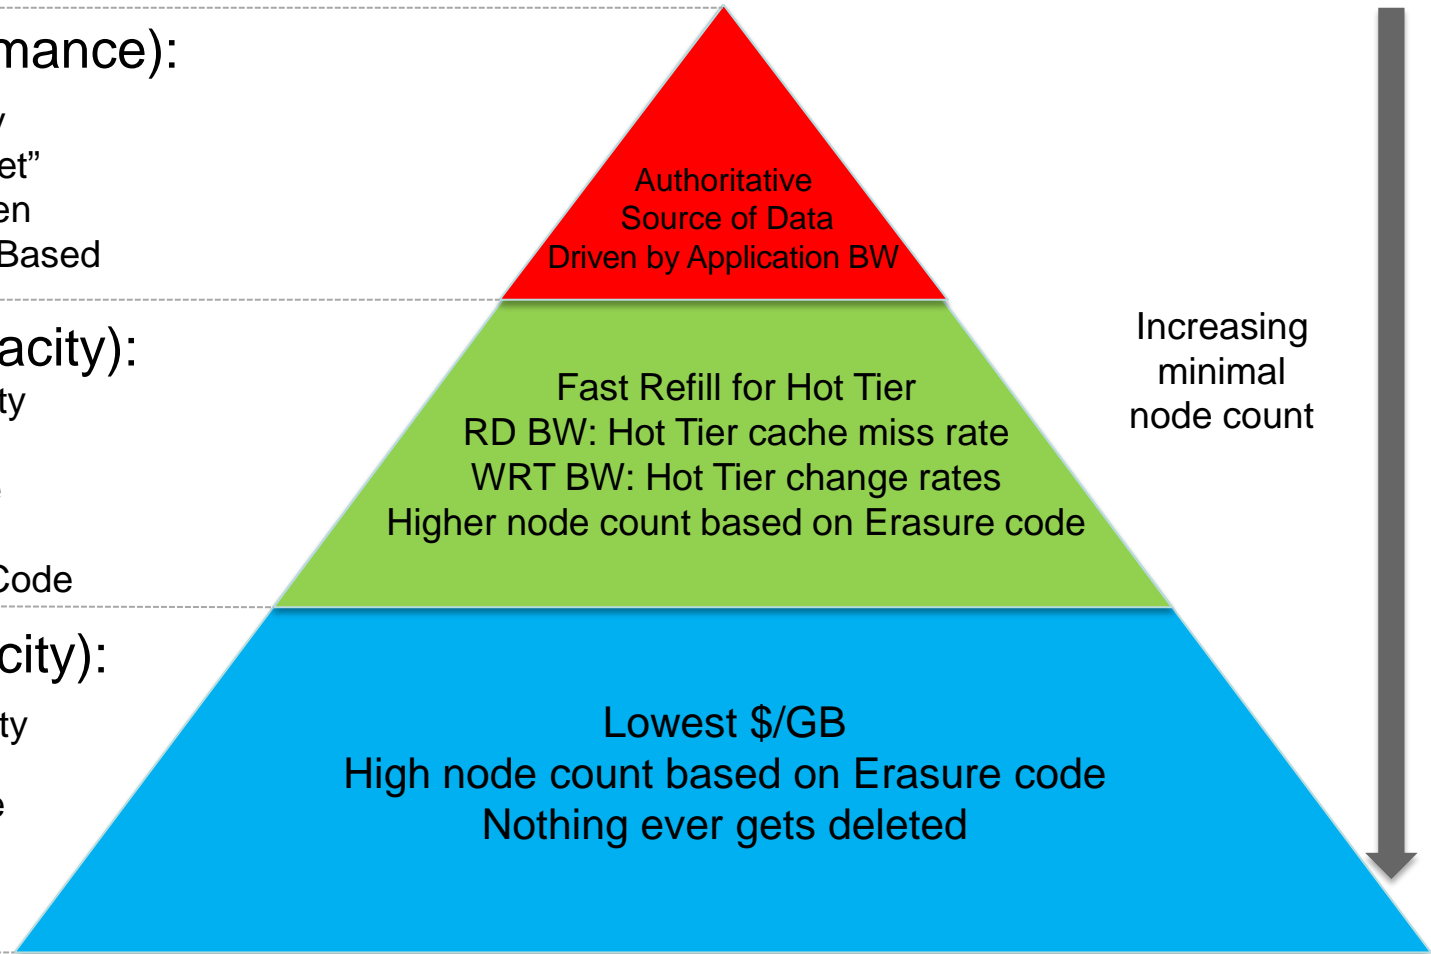 mance):
y
et”
en
Based
Authoritative
Source of Data
Driven by Application BW
acity):
ty
e
Code
Fast Refill for Hot Tier
RD BW: Hot Tier cache miss rate
WRT BW: Hot Tier change rates
Higher node count based on Erasure code
Increasing
minimal
node count
city):
ty
e
Lowest $/GB
High node count based on Erasure code
Nothing ever gets deleted